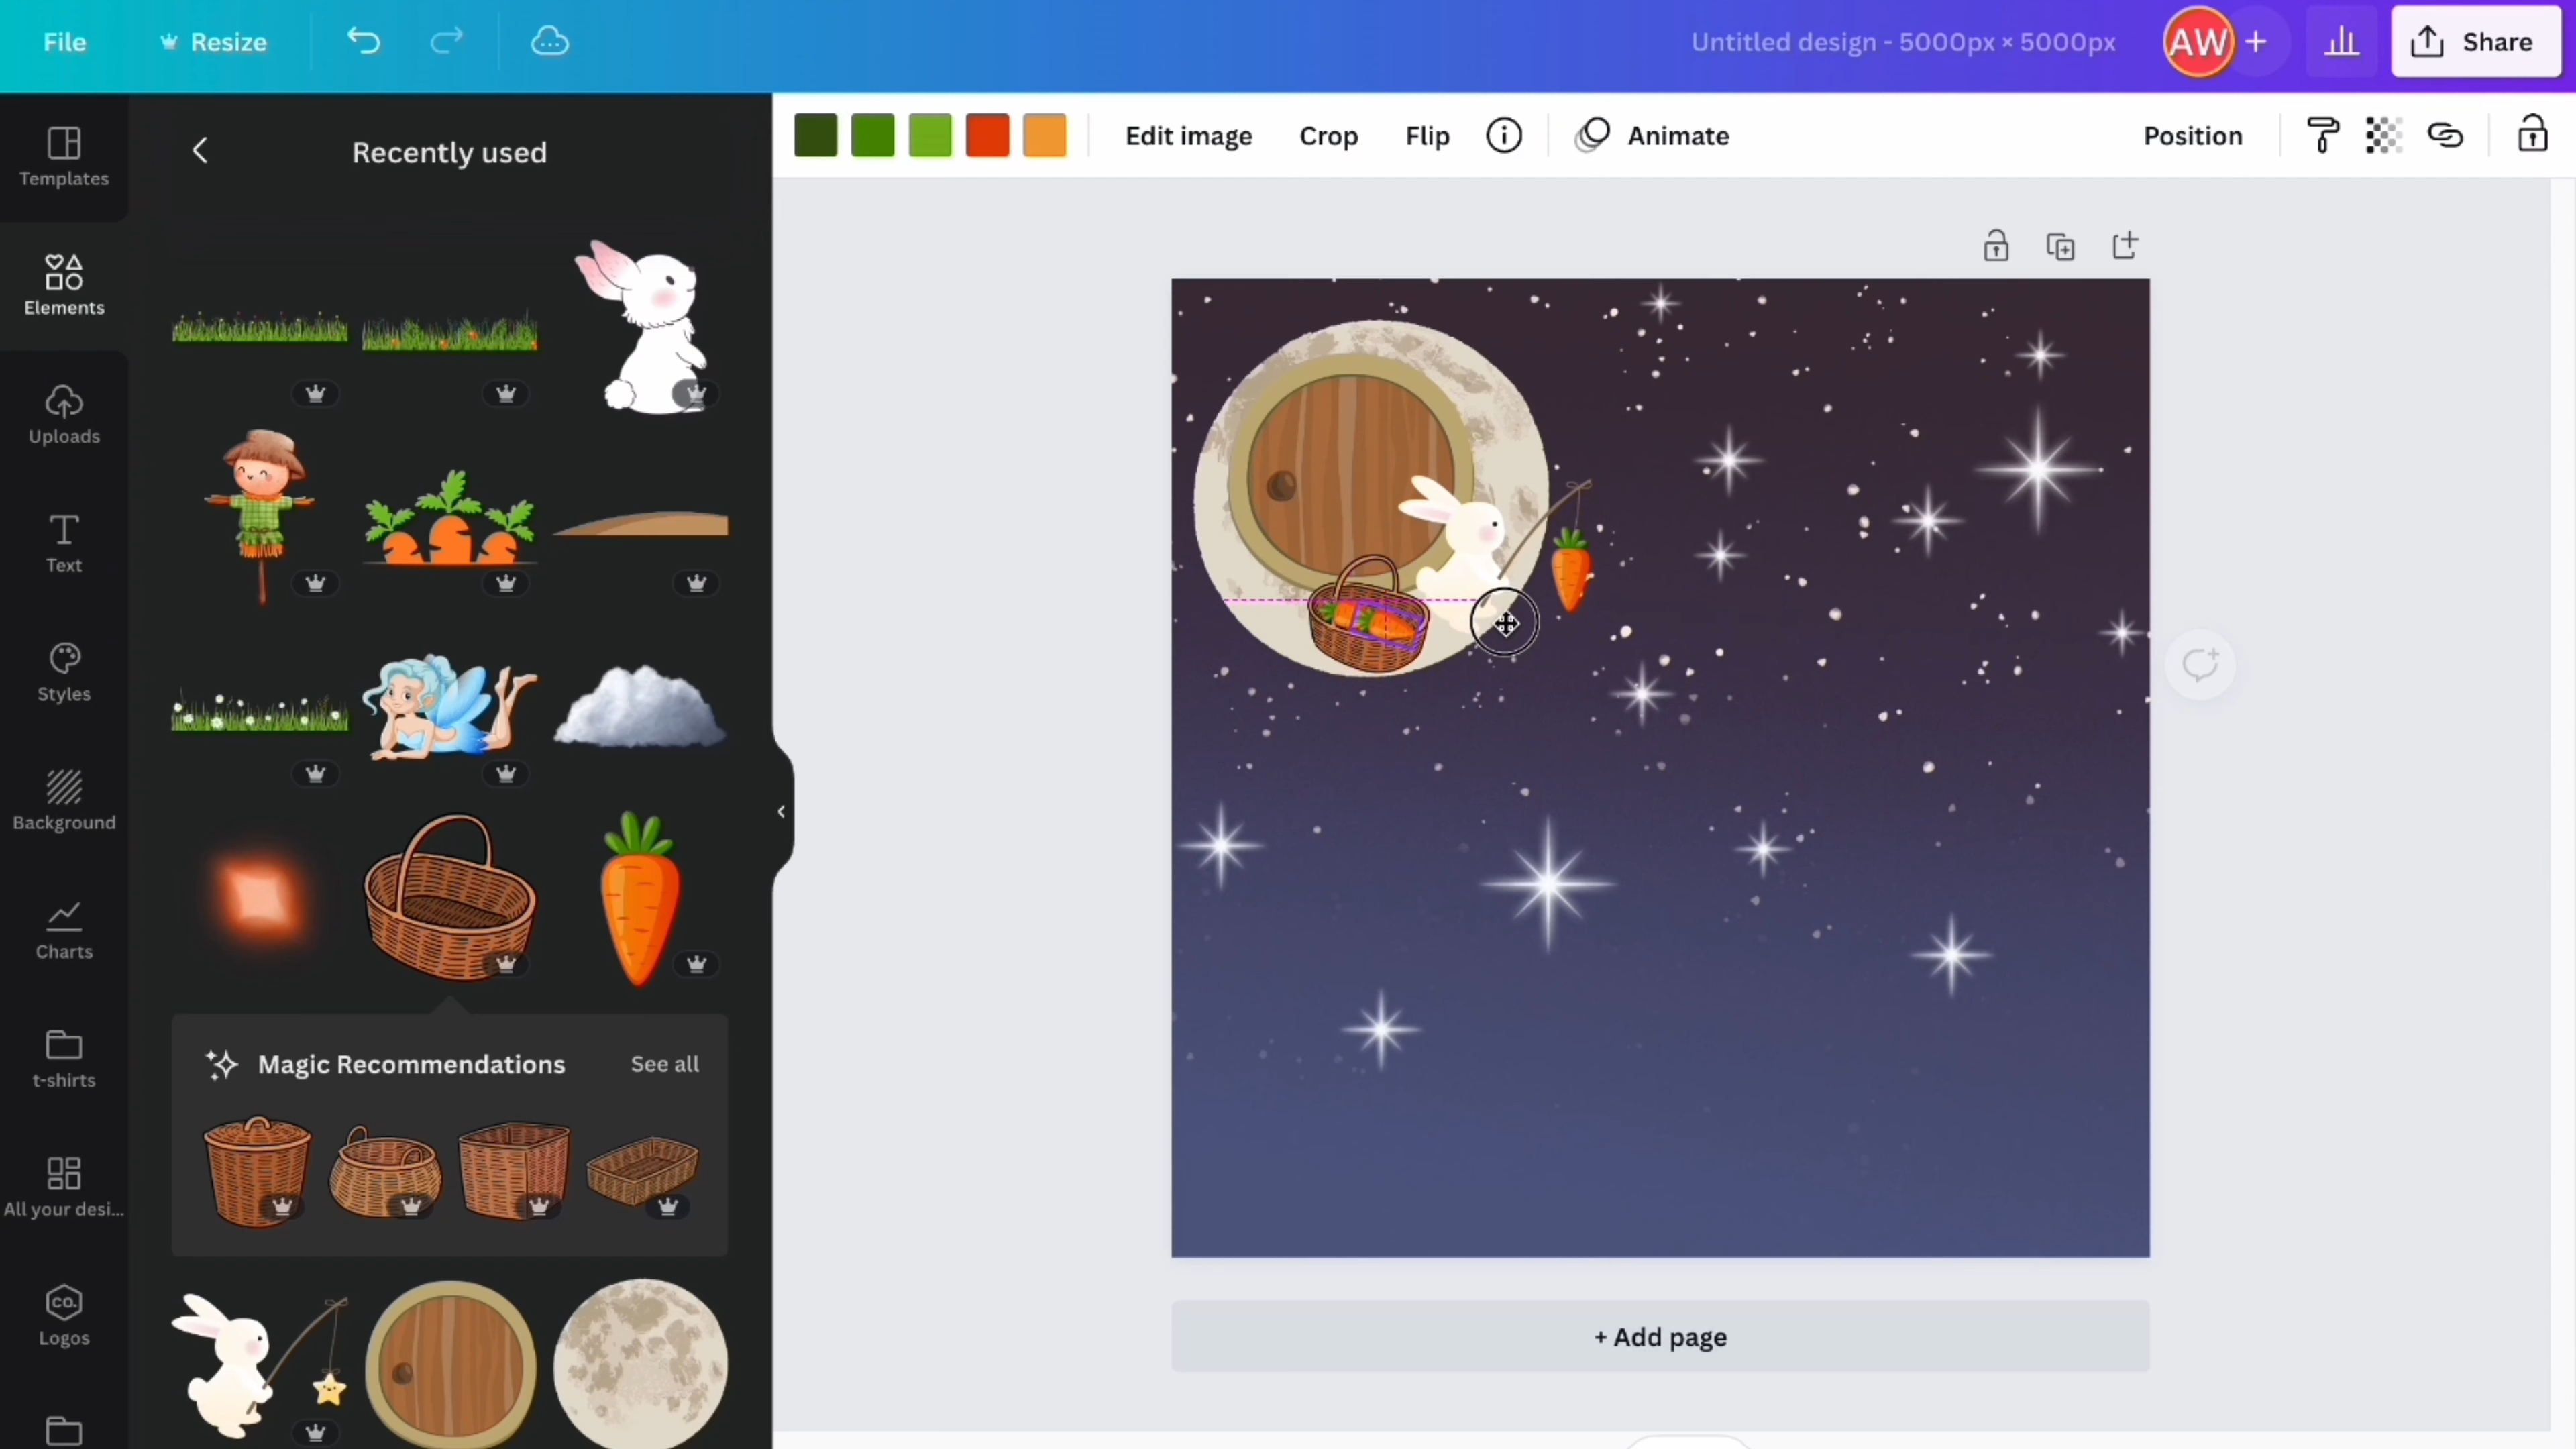 File
Resize
Untitled design - 5000px × 5000px
AW
Share
Templates
Elements
Uploads
Text
Styles
Background
Charts
t-shirts
All your desi...
CO.
Logos
Recently used
Magic Recommendations
See all
Edit image
Crop
Flip
Animate
Position
+ Add page